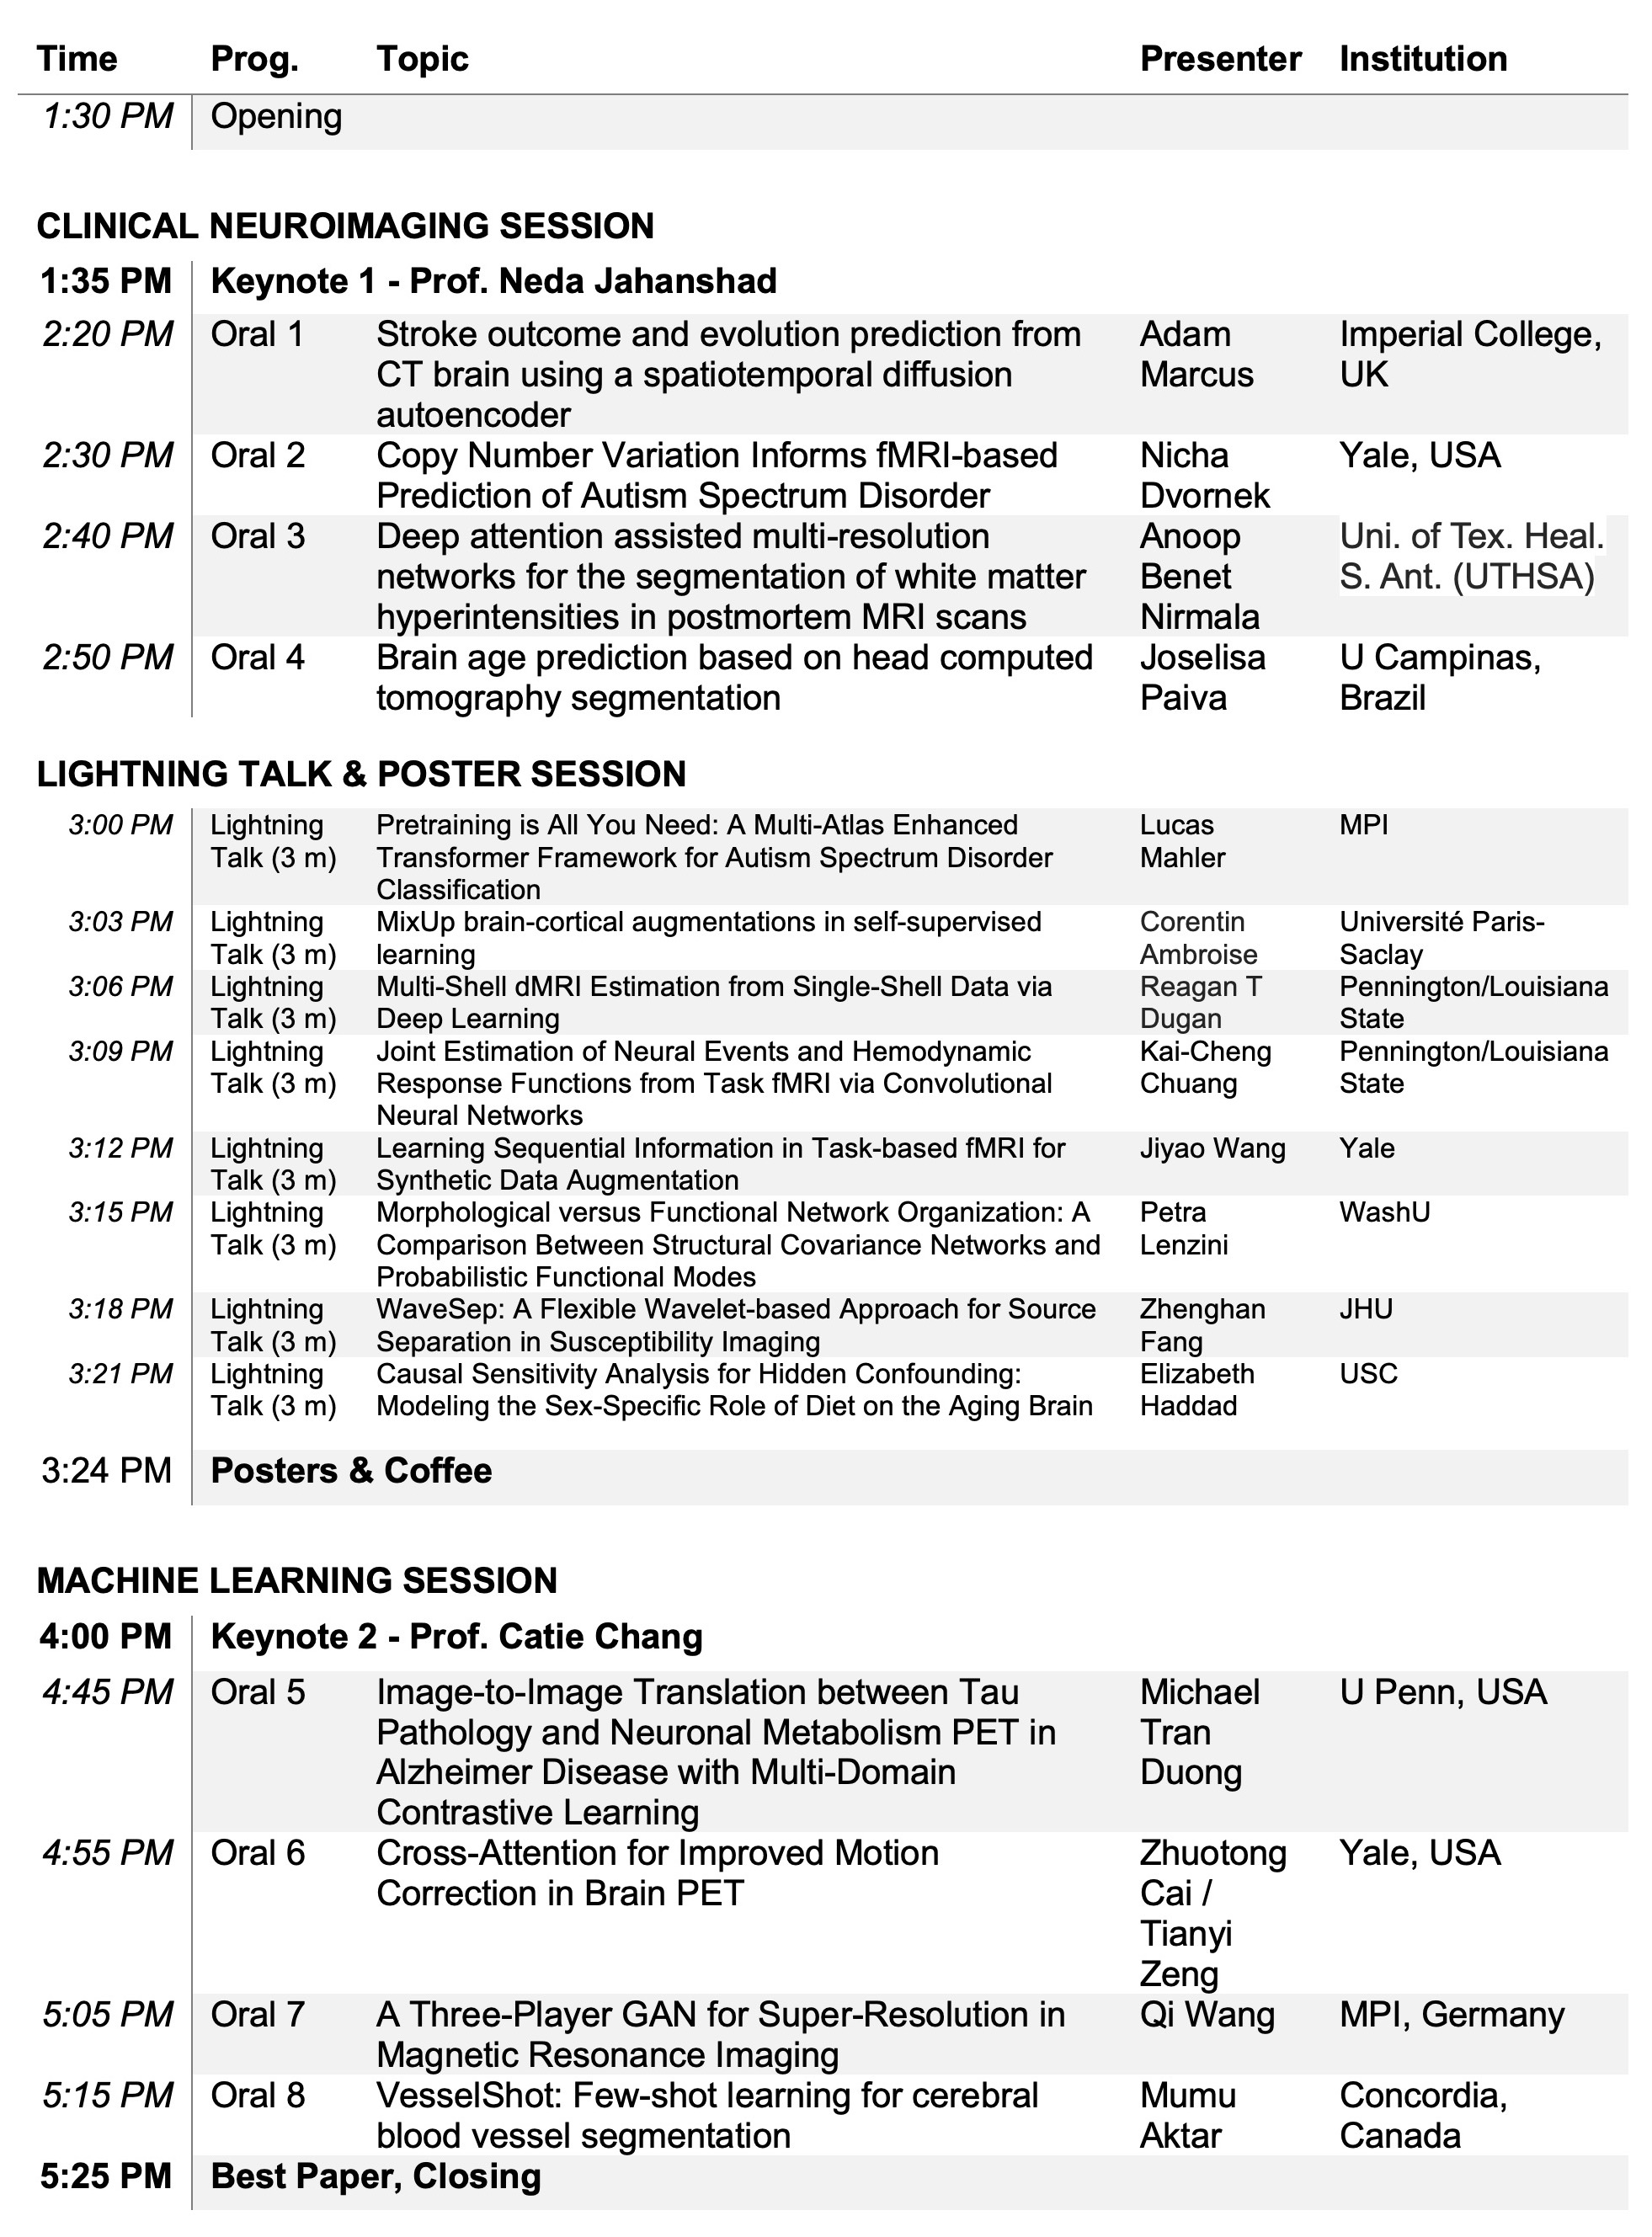 Time Prog. Topic Presenter Institution
1:30 PM Opening
CLINICAL NEUROIMAGING SESSION
1:35 PM Keynote 1 - Prof. Neda Jahanshad
2:20 PM Oral 1 Stroke outcome and evolution prediction from Adam Imperial College,
CT brain using a spatiotemporal diffusion Marcus UK
autoencoder
2:30 PM Oral 2 Copy Number Variation Informs fMRI-based Nicha Yale, USA
Prediction of Autism Spectrum Disorder Dvornek
2:40 PM Oral 3 Deep attention assisted multi-resolution Anoop Uni. of Tex. Heal.
networks for the segmentation of white matter Benet S. Ant. (UTHSA)
hyperintensities in postmortem MRI scans Nirmala
2:50 PM Oral 4 Brain age prediction based on head computed Joselisa U Campinas,
tomography segmentation Paiva Brazil
LIGHTNING TALK & POSTER SESSION
3:00 PM Lightning Pretraining is All You Need: A Multi-Atlas Enhanced Lucas MPI
Talk (3 m) Transformer Framework for Autism Spectrum Disorder Mahler
Classification
3:03 PM Lightning MixUp brain-cortical augmentations in self-supervised Corentin Université Paris-
Talk (3 m) learning Ambroise Saclay
3:06 PM Lightning Multi-Shell dMRI Estimation from Single-Shell Data via Reagan T Pennington/Louisiana
Talk (3 m) Deep Learning Dugan State
3:09 PM Lightning Joint Estimation of Neural Events and Hemodynamic Kai-Cheng Pennington/Louisiana
Talk (3 m) Response Functions from Task fMRI via Convolutional Chuang State
Neural Networks
3:12 PM Lightning Learning Sequential Information in Task-based fMRI for Jiyao Wang Yale
Talk (3 m) Synthetic Data Augmentation
3:15 PM Lightning Morphological versus Functional Network Organization: A Petra WashU
Talk (3 m) Comparison Between Structural Covariance Networks and Lenzini
Probabilistic Functional Modes
3:18 PM Lightning WaveSep: A Flexible Wavelet-based Approach for Source Zhenghan JHU
Talk (3 m) Separation in Susceptibility Imaging Fang
3:21 PM Lightning Causal Sensitivity Analysis for Hidden Confounding: Elizabeth USC
Talk (3 m) Modeling the Sex-Specific Role of Diet on the Aging Brain Haddad
3:24 PM Posters & Coffee
MACHINE LEARNING SESSION
4:00 PM Keynote 2 - Prof. Catie Chang
4:45 PM Oral 5 Image-to-Image Translation between Tau Michael U Penn, USA
Pathology and Neuronal Metabolism PET in Tran
Alzheimer Disease with Multi-Domain Duong
Contrastive Learning
4:55 PM Oral 6 Cross-Attention for Improved Motion Zhuotong Yale, USA
Correction in Brain PET Cai /
Tianyi
Zeng
5:05 PM Oral 7 A Three-Player GAN for Super-Resolution in Qi Wang MPI, Germany
Magnetic Resonance Imaging
5:15 PM Oral 8 VesselShot: Few-shot learning for cerebral Mumu Concordia,
blood vessel segmentation Aktar Canada
5:25 PM Best Paper, Closing